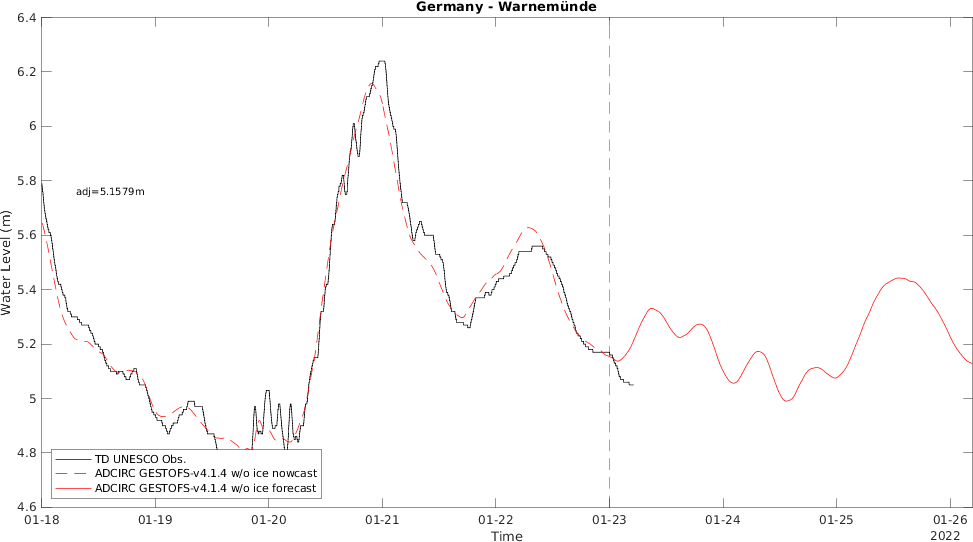 Germany - Warnemünde
6.4
6.2
6
5.8
5.6
5.4
5.2
5
4.8
4.6
Water Level (m)
adj=5.1579m
TD UNESCO Obs.
ADCIRC GESTOFS-v4.1.4 w/o ice nowcast
ADCIRC GESTOFS-v4.1.4 w/o ice forecast
01-18 01-19 01-20 01-21 01-22 01-23 01-24 01-25 01-26
Time
2022